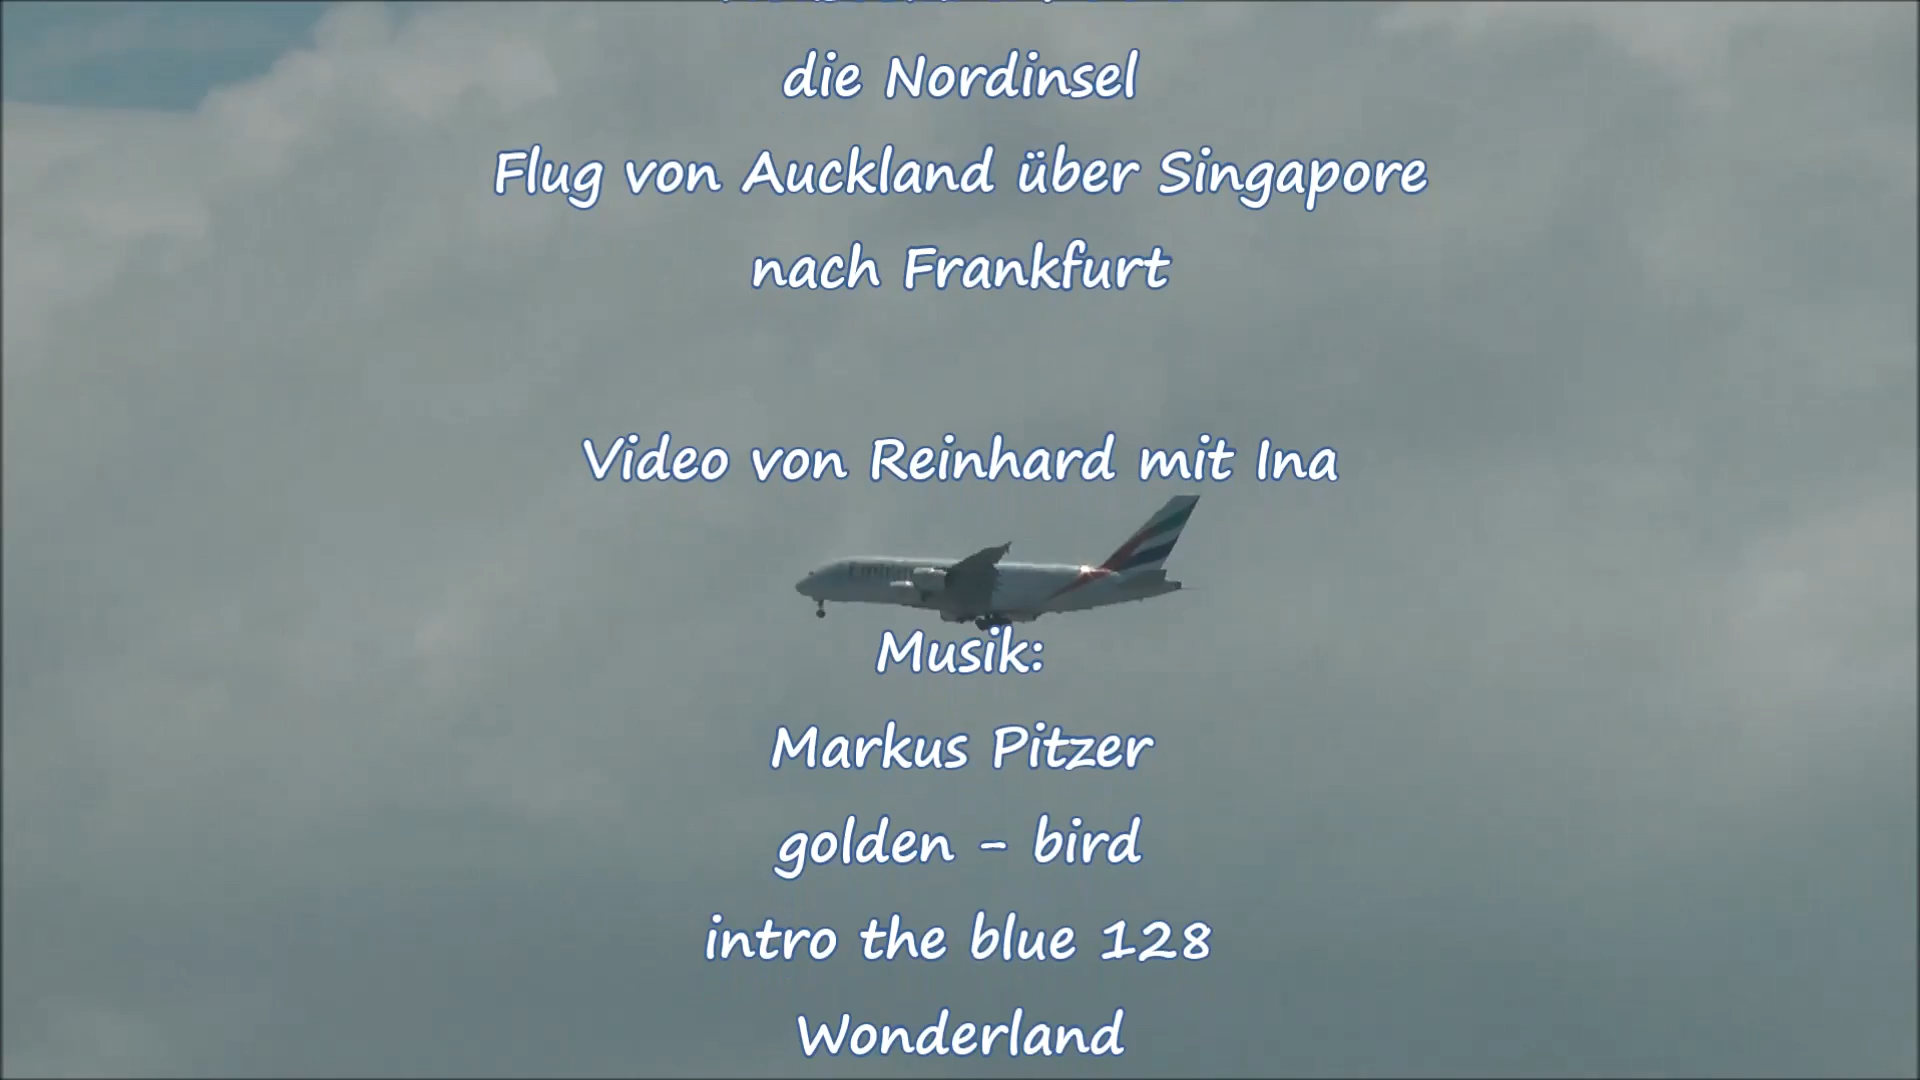 die Nordinsel
Flug von Auckland über Singapore
nach Frankfurt
Video von Reinhard mit Ina
Emirates
Musik:
Markus Pitzer
golden - bird
intro the blue 128
Wonderland